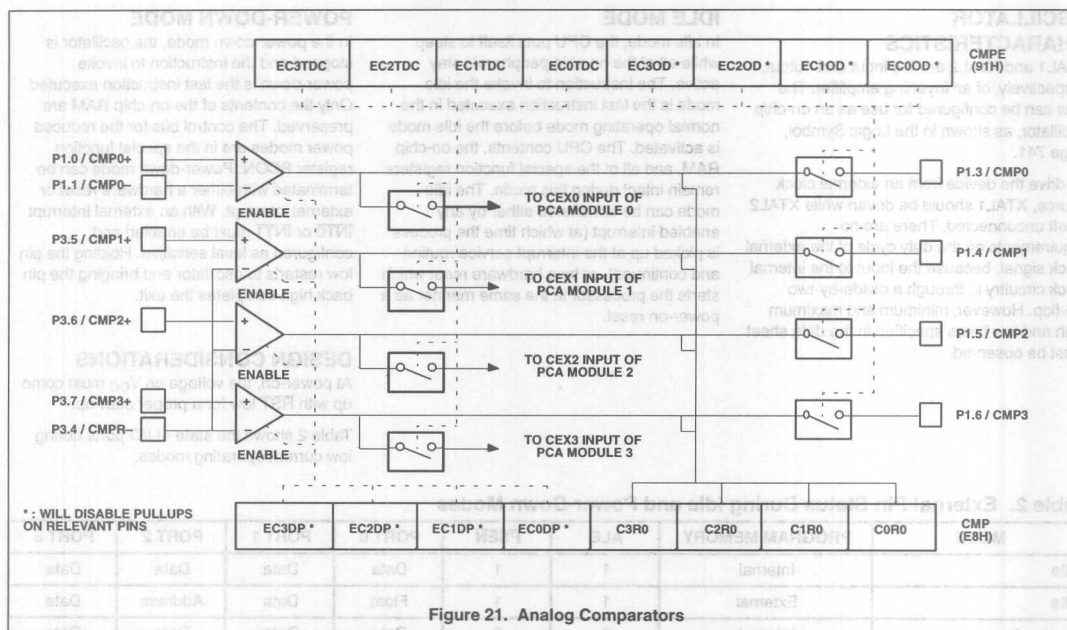 EC3TDC EC2TDC EC1TDC EC0TDC EC3OD * EC2OD * EC1OD * EC0OD * CMPE
(91H)
P1.0 / CMP0+
P1.1 / CMP0–
+
–
ENABLE
P1.3 / CMP0
TO CEX0 INPUT OF
PCA MODULE 0
P3.5 / CMP1+
+
–
ENABLE
P1.4 / CMP1
TO CEX1 INPUT OF
PCA MODULE 1
P3.6 / CMP2+
+
–
ENABLE
P1.5 / CMP2
TO CEX2 INPUT OF
PCA MODULE 2
P3.7 / CMP3+
P3.4 / CMPR–
+
–
ENABLE
P1.6 / CMP3
TO CEX3 INPUT OF
PCA MODULE 3
* : WILL DISABLE PULLUPS
ON RELEVANT PINS
EC3DP * EC2DP * EC1DP * EC0DP * C3R0 C2R0 C1R0 C0R0 CMP
(E8H)
Figure 21. Analog Comparators